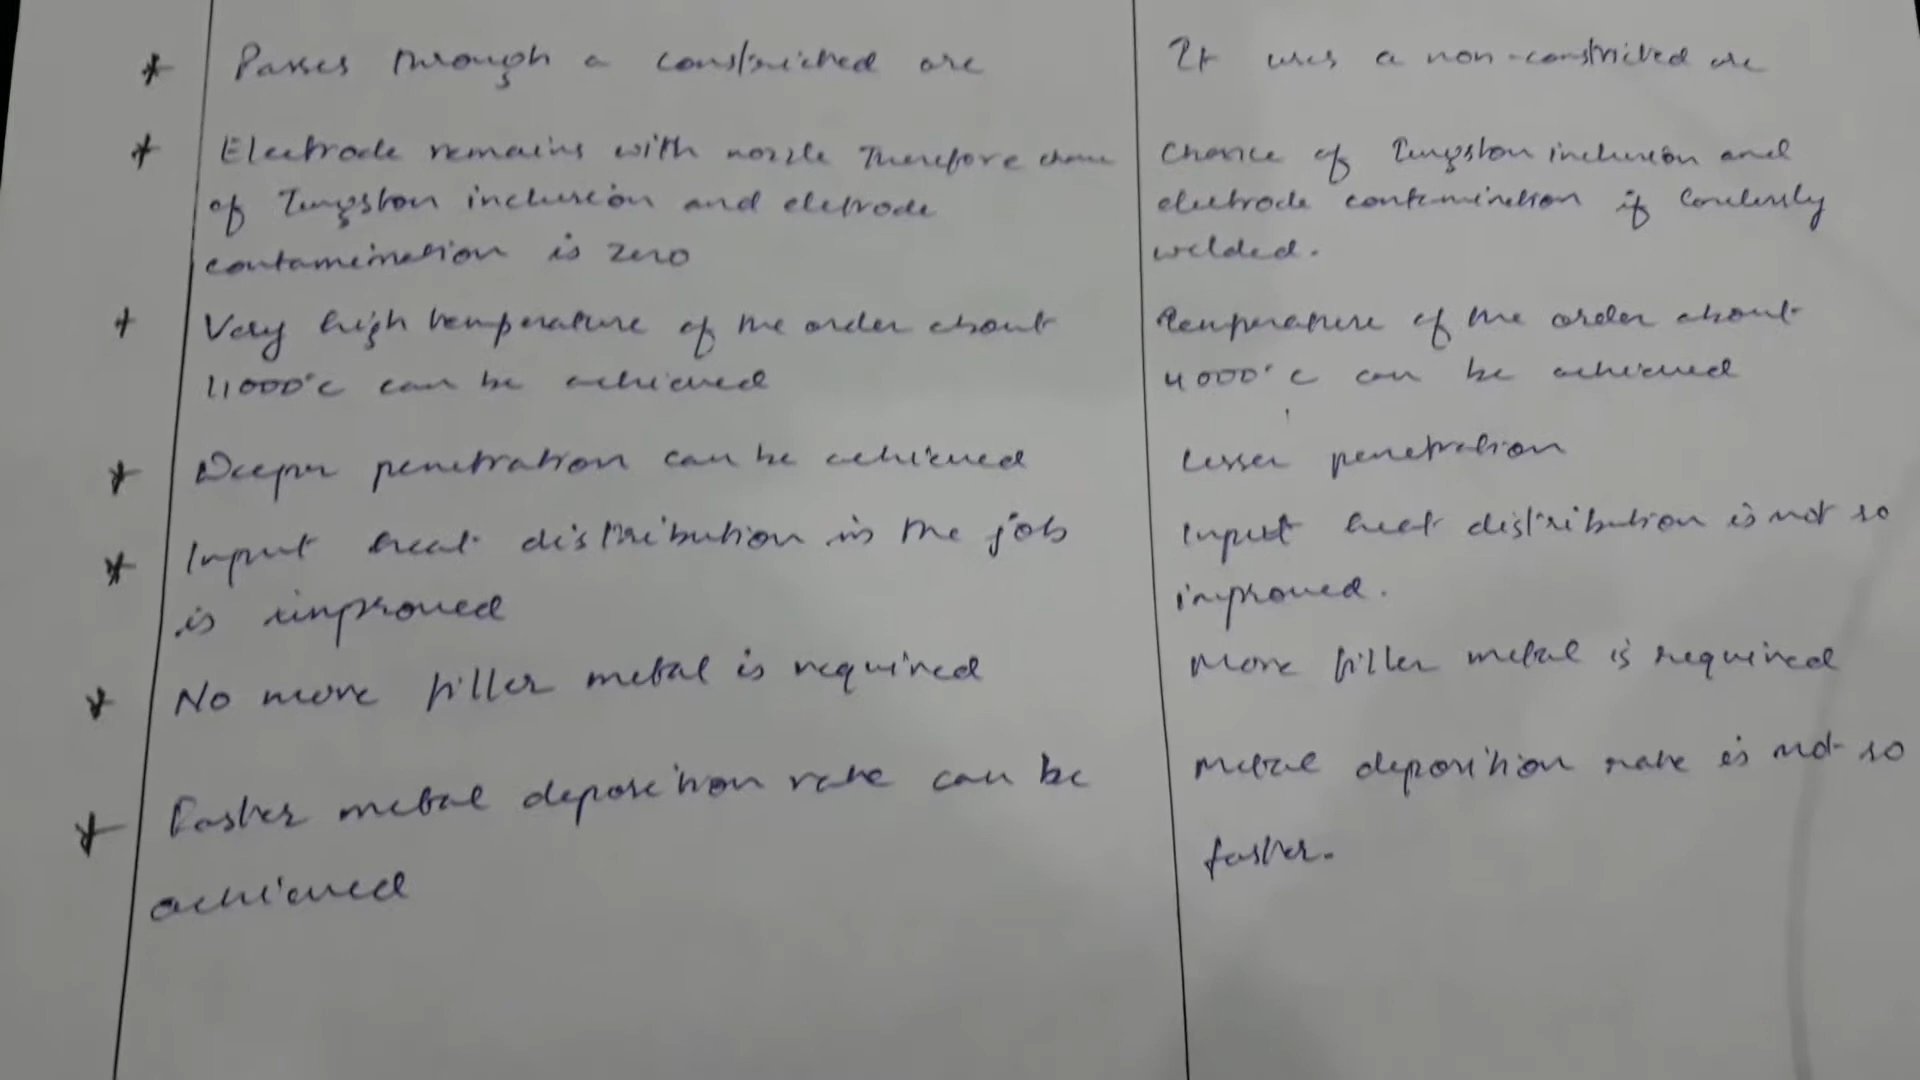 * Passes through a constricted arc
* Electrode remains with nozzle Therefore chance
of Tungston inclusion and eletrode
contamination is zero
* Very high temperature of the order about
11000°c can be achieved
* Deeper penetration can be achieved
* Input heat distribution in the job
is improved
* No more filler metal is required
* Faster metal deposition rate can be
achieved
It uses a non-constricted arc
Chance of Tungston inclusion and
electrode contamination if Carelessly
welded.
Temperature of the order about
4000°c can be achieved
Lesser penetration
Input heat distribution is not so
improved.
More filler metal is required
Metal deposition rate is not so
faster.